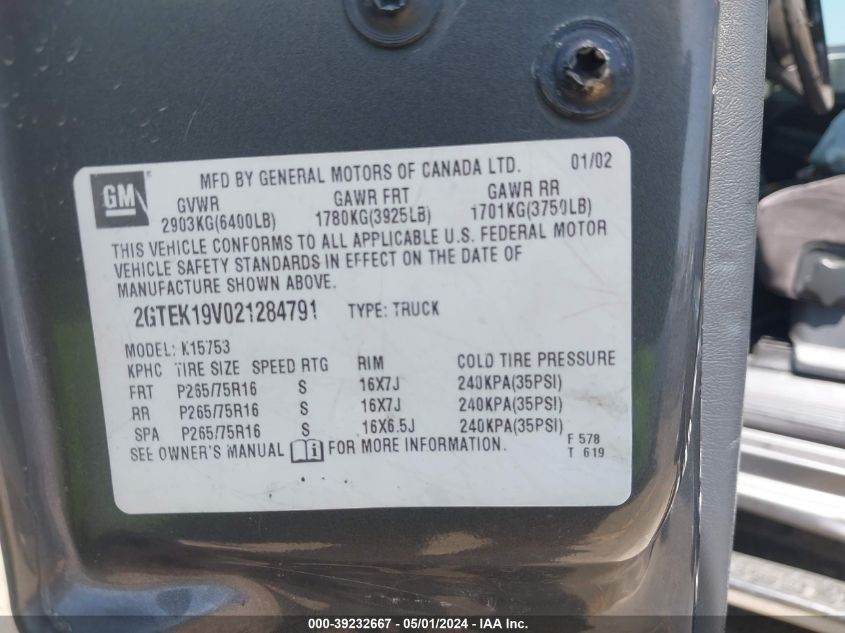 GM
MFD BY GENERAL MOTORS OF CANADA LTD. 01/02
GVWR GAWR FRT GAWR RR
2903KG(6400LB) 1780KG(3925LB) 1701KG(3750LB)
THIS VEHICLE CONFORMS TO ALL APPLICABLE U.S. FEDERAL MOTOR
VEHICLE SAFETY STANDARDS IN EFFECT ON THE DATE OF
MANUFACTURE SHOWN ABOVE.
2GTEK19V021284791 TYPE: TRUCK
MODEL: K15753
KPHC TIRE SIZE SPEED RTG RIM COLD TIRE PRESSURE
FRT P265/75R16 S 16X7J 240KPA(35PSI)
RR P265/75R16 S 16X7J 240KPA(35PSI)
SPA P265/75R16 S 16X6.5J 240KPA(35PSI)
SEE OWNER'S MANUAL i FOR MORE INFORMATION. F 578
T 619
000-39232667 - 05/01/2024 - IAA Inc.